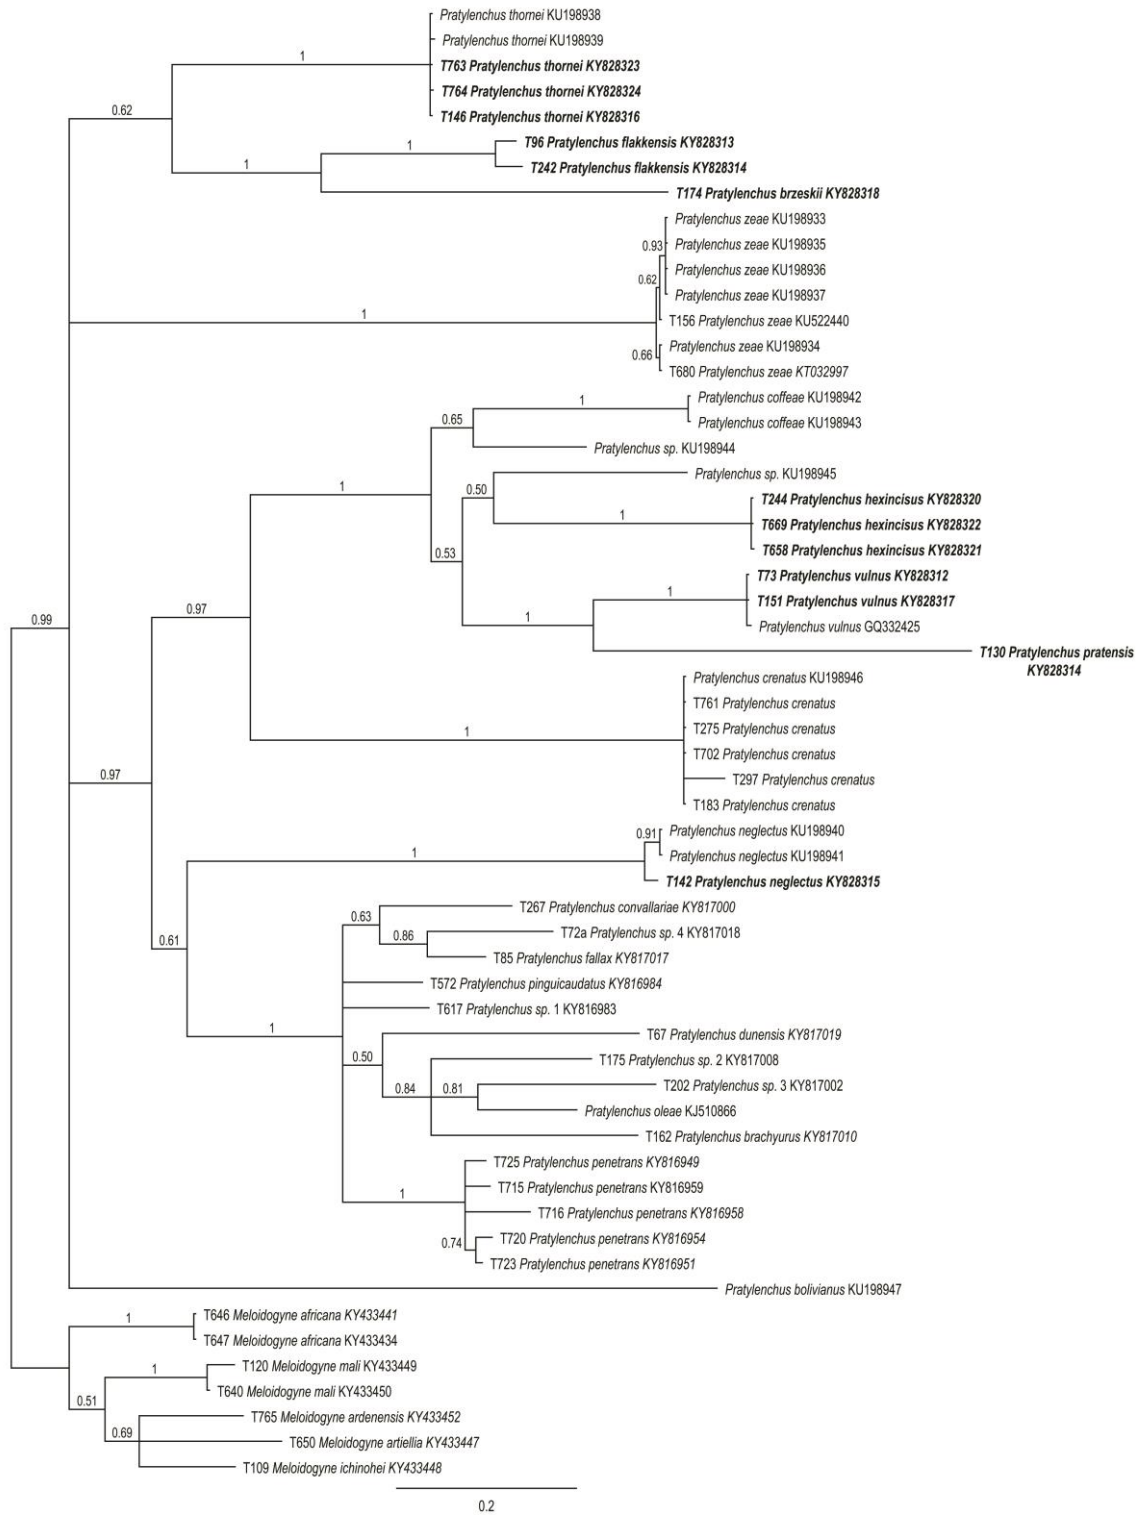 Pratylenchus thornei KU198938
Pratylenchus thornei KU198939
1
T763 Pratylenchus thornei KY828323
T764 Pratylenchus thornei KY828324
0.62
T146 Pratylenchus thornei KY828316
1
T96 Pratylenchus flakkensis KY828313
1
T242 Pratylenchus flakkensis KY828314
T174 Pratylenchus brzeskii KY828318
Pratylenchus zeae KU198933
0.93
Pratylenchus zeae KU198935
Pratylenchus zeae KU198936
0.62
Pratylenchus zeae KU198937
1
T156 Pratylenchus zeae KU522440
Pratylenchus zeae KU198934
0.66
T680 Pratylenchus zeae KT032997
Pratylenchus coffeae KU198942
1
0.65
Pratylenchus coffeae KU198943
Pratylenchus sp. KU198944
Pratylenchus sp. KU198945
1
0.50
T244 Pratylenchus hexincisus KY828320
1
T669 Pratylenchus hexincisus KY828322
0.53
T658 Pratylenchus hexincisus KY828321
T73 Pratylenchus vulnus KY828312
1
T151 Pratylenchus vulnus KY828317
0.97
1
0.99
Pratylenchus vulnus GQ332425
T130 Pratylenchus pratensis
KY828314
Pratylenchus crenatus KU198946
T761 Pratylenchus crenatus
T275 Pratylenchus crenatus
1
T702 Pratylenchus crenatus
0.97
T297 Pratylenchus crenatus
T183 Pratylenchus crenatus
0.91
Pratylenchus neglectus KU198940
1
Pratylenchus neglectus KU198941
T142 Pratylenchus neglectus KY828315
T267 Pratylenchus convallariae KY817000
0.63
T72a Pratylenchus sp. 4 KY817018
0.61
0.86
T85 Pratylenchus fallax KY817017
T572 Pratylenchus pinguicaudatus KY816984
T617 Pratylenchus sp. 1 KY816983
1
T67 Pratylenchus dunensis KY817019
0.50
T175 Pratylenchus sp. 2 KY817008
0.84
0.81
T202 Pratylenchus sp. 3 KY817002
Pratylenchus oleae KJ510866
T162 Pratylenchus brachyurus KY817010
T725 Pratylenchus penetrans KY816949
1
T715 Pratylenchus penetrans KY816959
T716 Pratylenchus penetrans KY816958
0.74
T720 Pratylenchus penetrans KY816954
T723 Pratylenchus penetrans KY816951
Pratylenchus bolivianus KU198947
1
T646 Meloidogyne africana KY433441
T647 Meloidogyne africana KY433434
1
T120 Meloidogyne mali KY433449
T640 Meloidogyne mali KY433450
0.51
T765 Meloidogyne ardenensis KY433452
0.69
T650 Meloidogyne artiellia KY433447
T109 Meloidogyne ichinohei KY433448
0.2